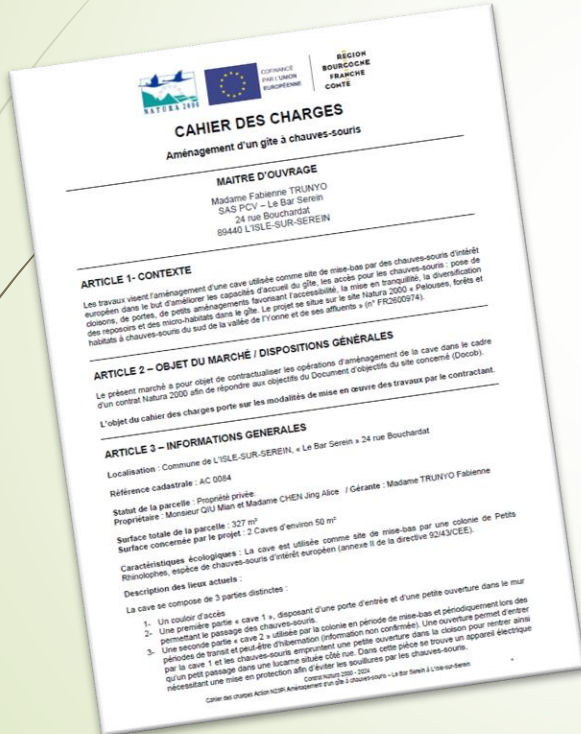 NATURA 2000
COFINANCÉ
PAR L'UNION
EUROPÉENNE
RÉGION
BOURGOGNE
FRANCHE
COMTE
CAHIER DES CHARGES
Aménagement d'un gîte à chauves-souris
MAITRE D'OUVRAGE
Madame Fabienne TRUNYO
SAS PCV – Le Bar Serein
24 rue Bouchardat
89440 L'ISLE-SUR-SEREIN
ARTICLE 1- CONTEXTE
Les travaux visent l'aménagement d'une cave utilisée comme site de mise-bas par des chauves-souris d'intérêt
européen dans le but d'améliorer les capacités d'accueil du gîte, les accès pour les chauves-souris : pose de
cloisons, de portes, de petits aménagements favorisant l'accessibilité, la mise en tranquillité, la diversification
des reposoirs et des micro-habitats dans le gîte. Le projet se situe sur le site Natura 2000 « Pelouses, forêts et
habitats à chauves-souris du sud de la vallée de l'Yonne et de ses affluents » (n° FR2600974).
ARTICLE 2 – OBJET DU MARCHÉ / DISPOSITIONS GÉNÉRALES
Le présent marché a pour objet de contractualiser les opérations d'aménagement de la cave dans le cadre
d'un contrat Natura 2000 afin de répondre aux objectifs du Document d'objectifs du site concerné (Docob).
L'objet du cahier des charges porte sur les modalités de mise en œuvre des travaux par le contractant.
ARTICLE 3 – INFORMATIONS GENERALES
Localisation : Commune de L'ISLE-SUR-SEREIN, « Le Bar Serein » 24 rue Bouchardat
Référence cadastrale : AC 0084
Statut de la parcelle : Propriété privée.
Propriétaire : Monsieur QIU Mian et Madame CHEN Jing Alice / Gérante : Madame TRUNYO Fabienne
Surface totale de la parcelle : 327 m²
Surface concernée par le projet : 2 Caves d'environ 50 m²
Caractéristiques écologiques : La cave est utilisée comme site de mise-bas par une colonie de Petits
Rhinolophes, espèce de chauves-souris d'intérêt européen (annexe II de la directive 92/43/CEE).
Description des lieux actuels :
La cave se compose de 3 parties distinctes :
1- Un couloir d'accès
2- Une première partie « cave 1 », disposant d'une porte d'entrée et d'une petite ouverture dans le mur
permettant le passage des chauves-souris.
3- Une seconde partie « cave 2 » utilisée par la colonie en période de mise-bas et périodiquement lors des
périodes de transit et peut-être d'hibernation (information non confirmée). Une ouverture permet d'entrer
par la cave 1 et les chauves-souris empruntent une petite ouverture dans la cloison pour rentrer ainsi
qu'un petit passage dans une lucarne située côté rue. Dans cette pièce se trouve un appareil électrique
nécessitant une mise en protection afin d'éviter les souillures par les chauves-souris.
Contrat Natura 2000 - 2024
Cahier des charges Action N23Pi Aménagement d'un gîte à chauves-souris – Le Bar Serein à L'Isle-sur-Serein